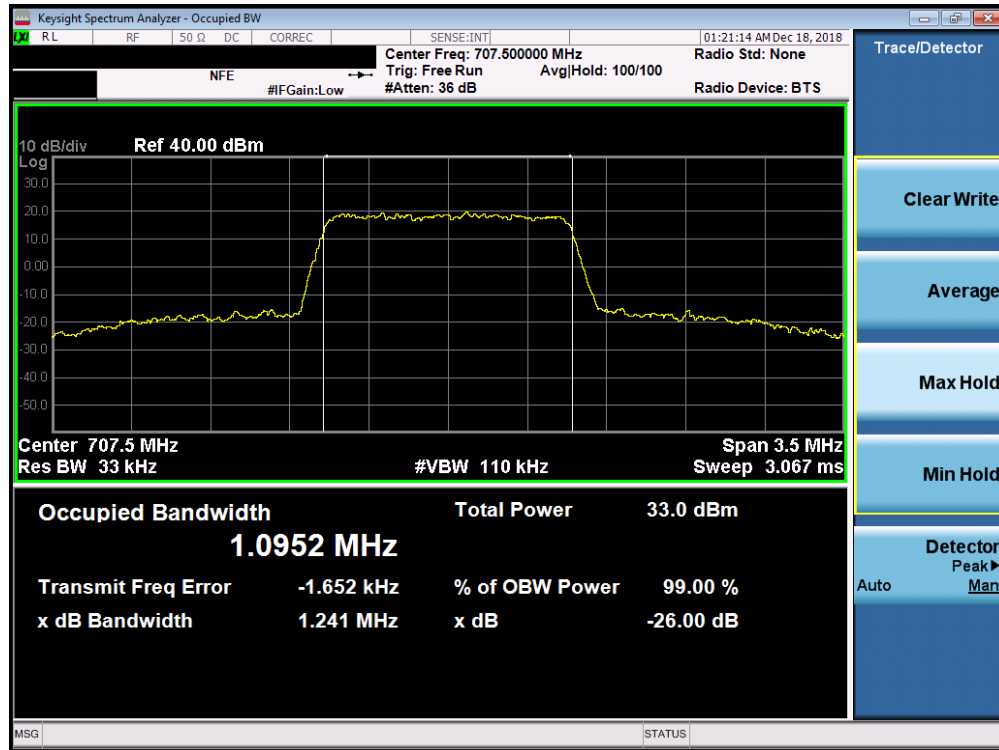 Keysight Spectrum Analyzer - Occupied BW
LXI RL RF 50 Ω DC CORREC SENSE:INT 01:21:14 AM Dec 18, 2018
Center Freq: 707.500000 MHz Radio Std: None
NFE Trig: Free Run Avg|Hold: 100/100
#IFGain:Low #Atten: 36 dB Radio Device: BTS
10 dB/div Ref 40.00 dBm
Log
30.0
20.0
10.0
0.00
-10.0
-20.0
-30.0
-40.0
-50.0
Center 707.5 MHz Span 3.5 MHz
Res BW 33 kHz #VBW 110 kHz Sweep 3.067 ms
Occupied Bandwidth Total Power 33.0 dBm
1.0952 MHz
Transmit Freq Error -1.652 kHz % of OBW Power 99.00 %
x dB Bandwidth 1.241 MHz x dB -26.00 dB
Trace/Detector
Clear Write
Average
Max Hold
Min Hold
Detector
Peak▶
Auto Man
MSG STATUS